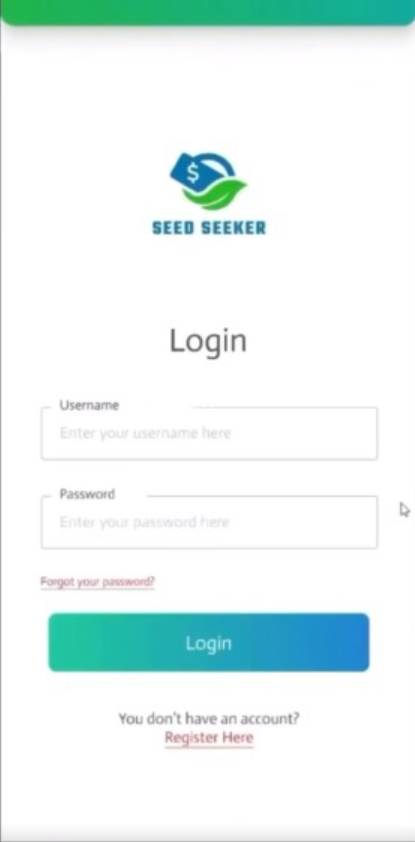 $
SEED SEEKER
Login
Username
Enter your username here
Password
Enter your password here
Forgot your password?
Login
You don't have an account?
Register Here